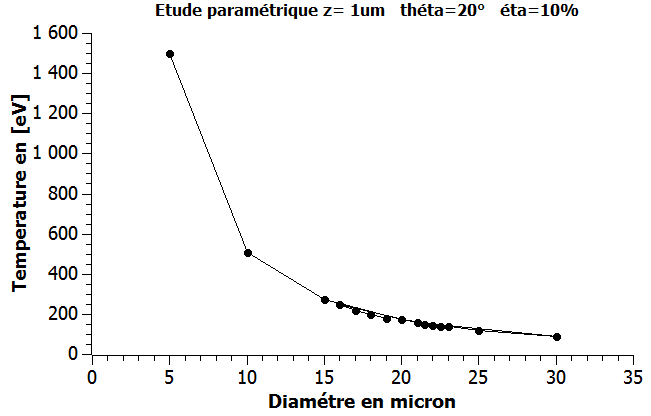 Etude paramétrique z= 1um théta=20° éta=10%
1 600
1 400
1 200
1 000
800
600
400
200
0
Temperature en [eV]
0 5 10 15 20 25 30 35
Diamétre en micron